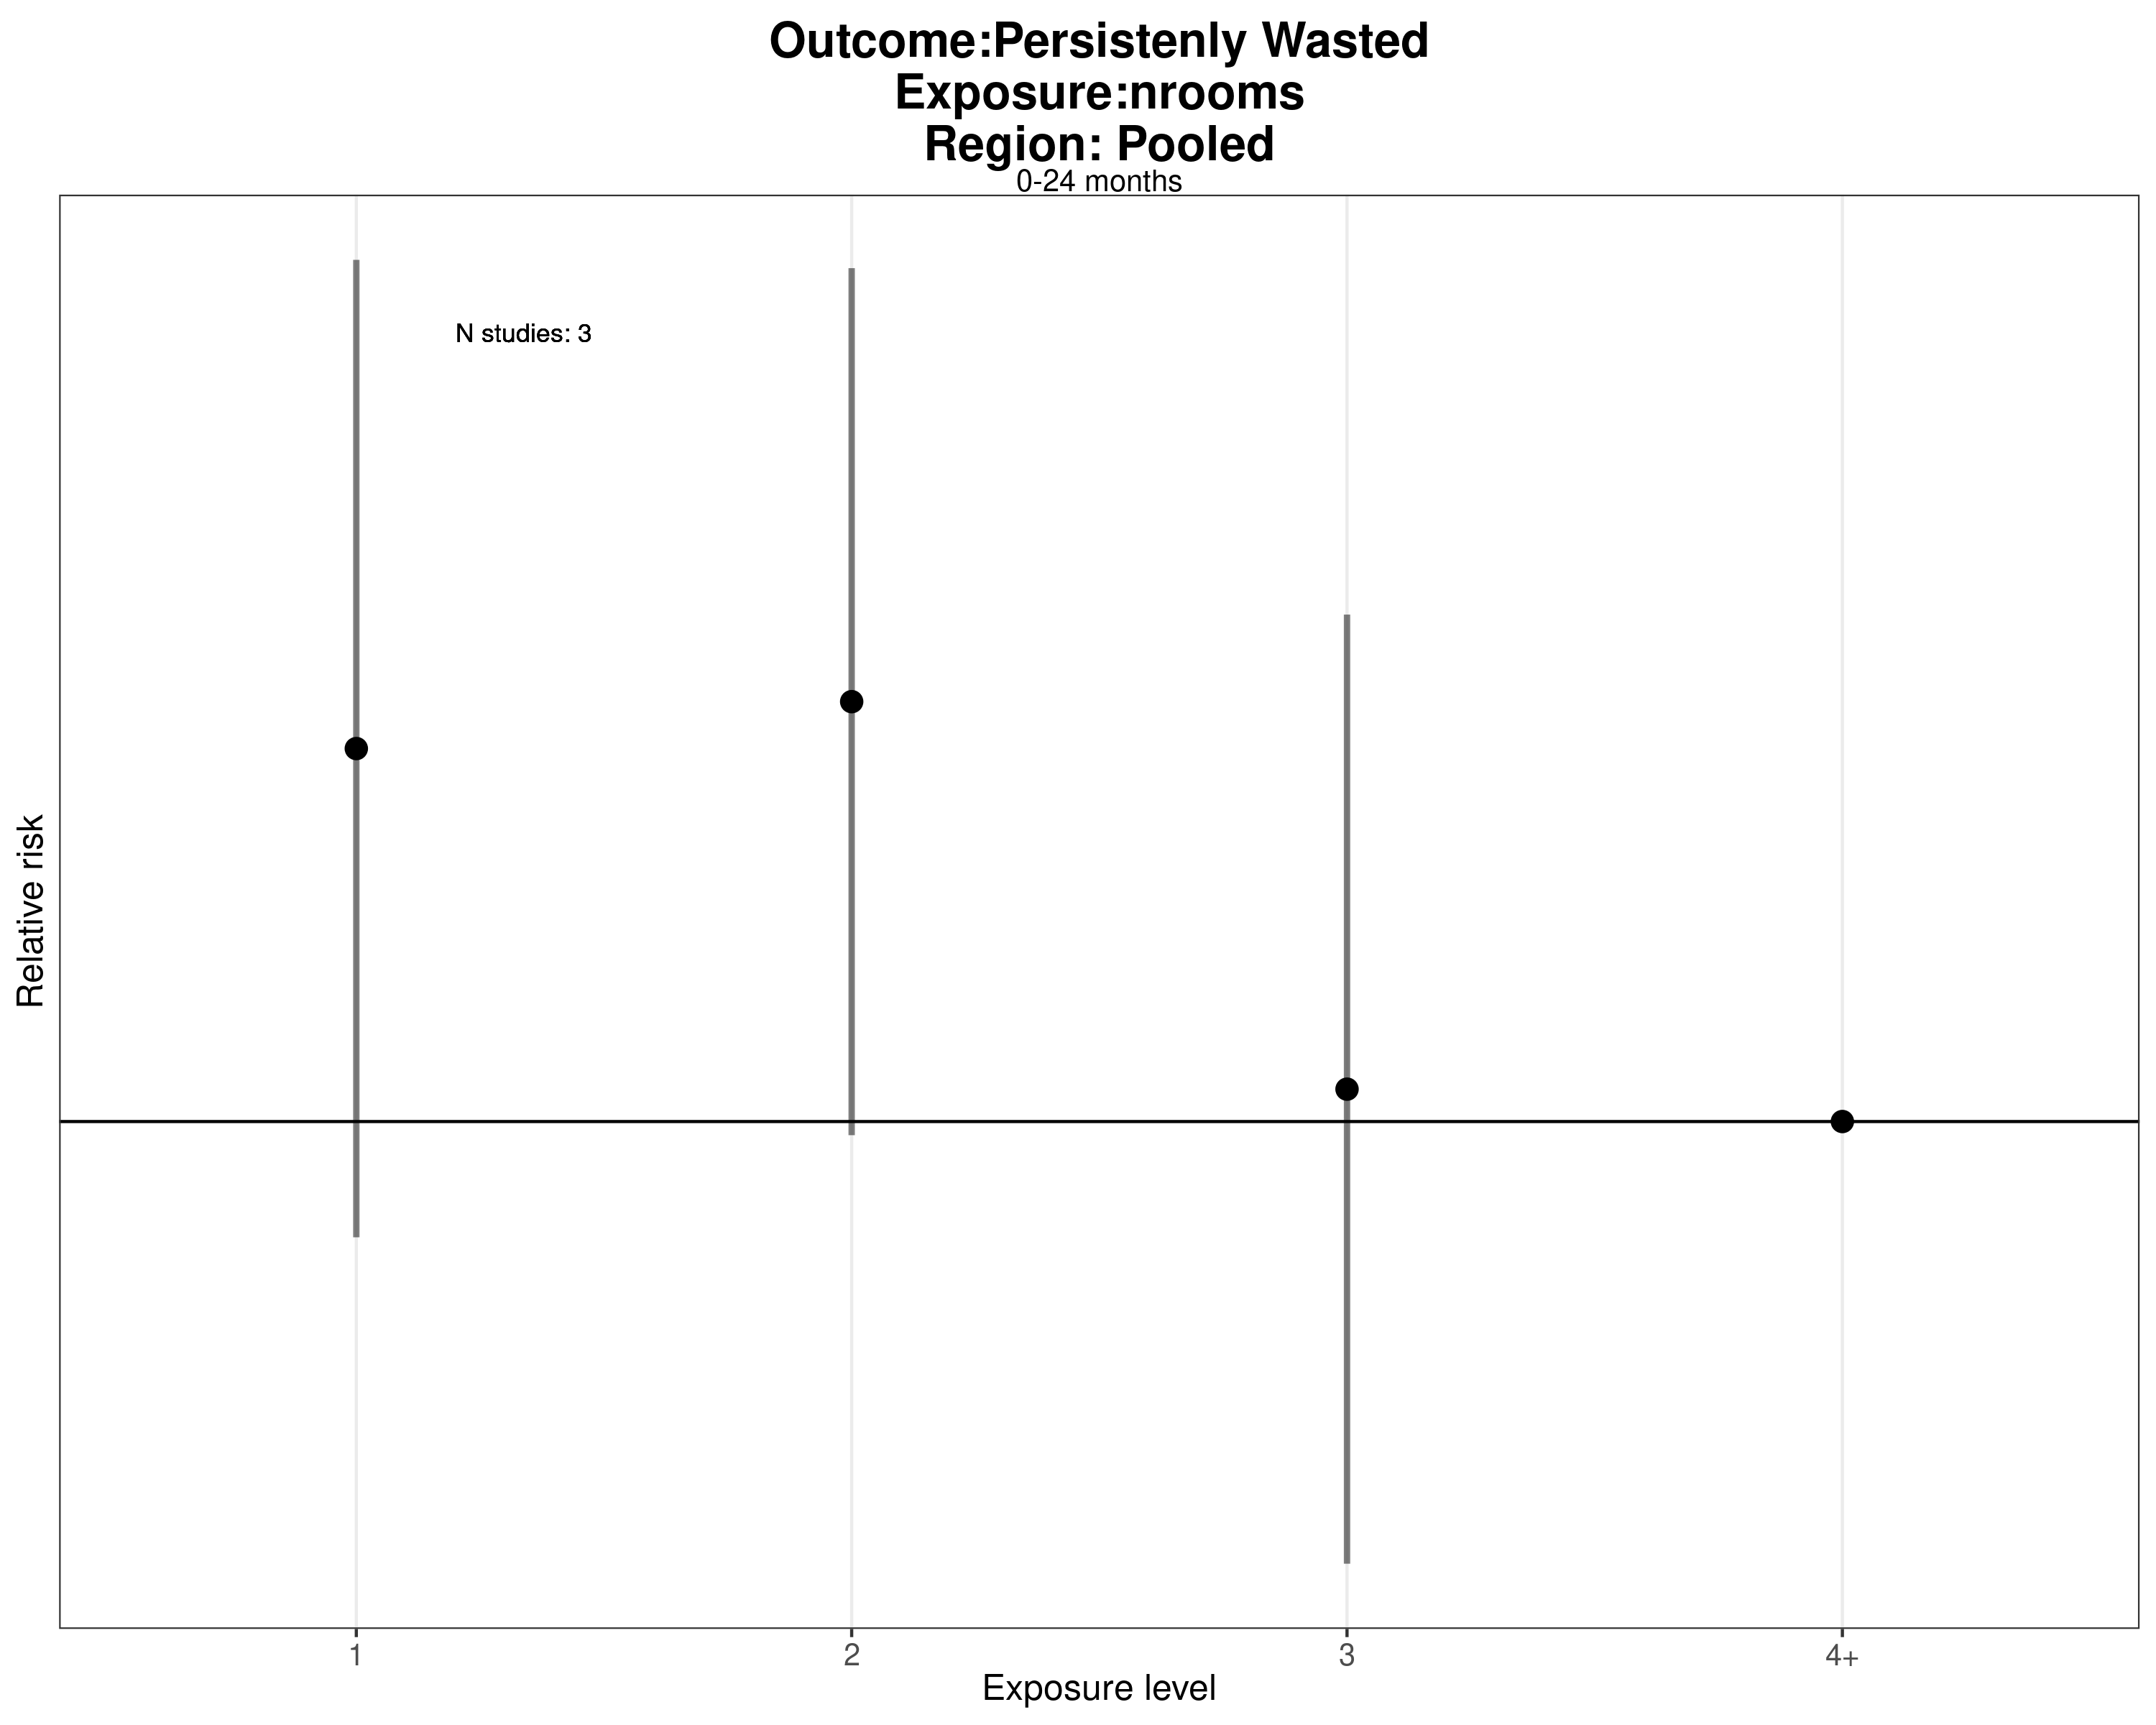 Outcome:Persistenly Wasted
Exposure:nrooms
Region: Pooled
0-24 months
N studies: 3
Relative risk
1 2 3 4+
Exposure level